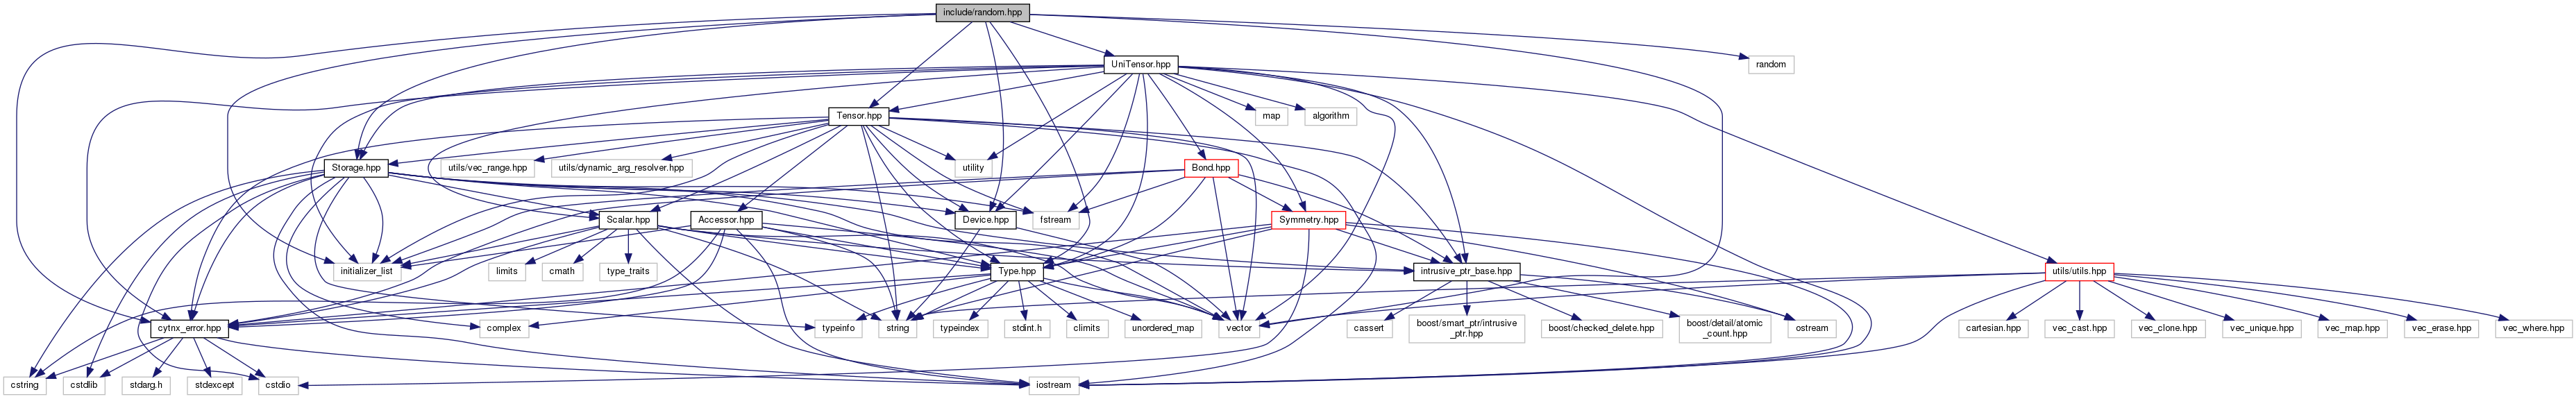 include/random.hpp
random
UniTensor.hpp
Tensor.hpp
map
algorithm
Storage.hpp
utils/vec_range.hpp
utils/dynamic_arg_resolver.hpp
utility
Bond.hpp
Scalar.hpp
Accessor.hpp
Device.hpp
fstream
Symmetry.hpp
initializer_list
limits
cmath
type_traits
Type.hpp
intrusive_ptr_base.hpp
utils/utils.hpp
cytnx_error.hpp
complex
typeinfo
string
typeindex
stdint.h
climits
unordered_map
vector
cassert
boost/smart_ptr/intrusive
_ptr.hpp
boost/checked_delete.hpp
boost/detail/atomic
_count.hpp
ostream
cartesian.hpp
vec_cast.hpp
vec_clone.hpp
vec_unique.hpp
vec_map.hpp
vec_erase.hpp
vec_where.hpp
cstring
cstdlib
stdarg.h
stdexcept
cstdio
iostream